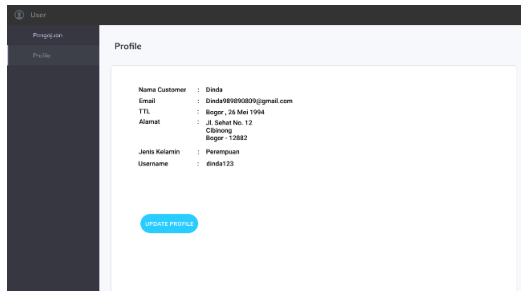 User
Pengajuan
Profile
Profile
Nama Customer : Dinda
Email : Dinda989890809@gmail.com
TTL : Bogor , 26 Mei 1994
Alamat : Jl. Sehat No. 12
Cibinong
Bogor - 12882
Jenis Kelamin : Perempuan
Username : dinda123
UPDATE PROFILE